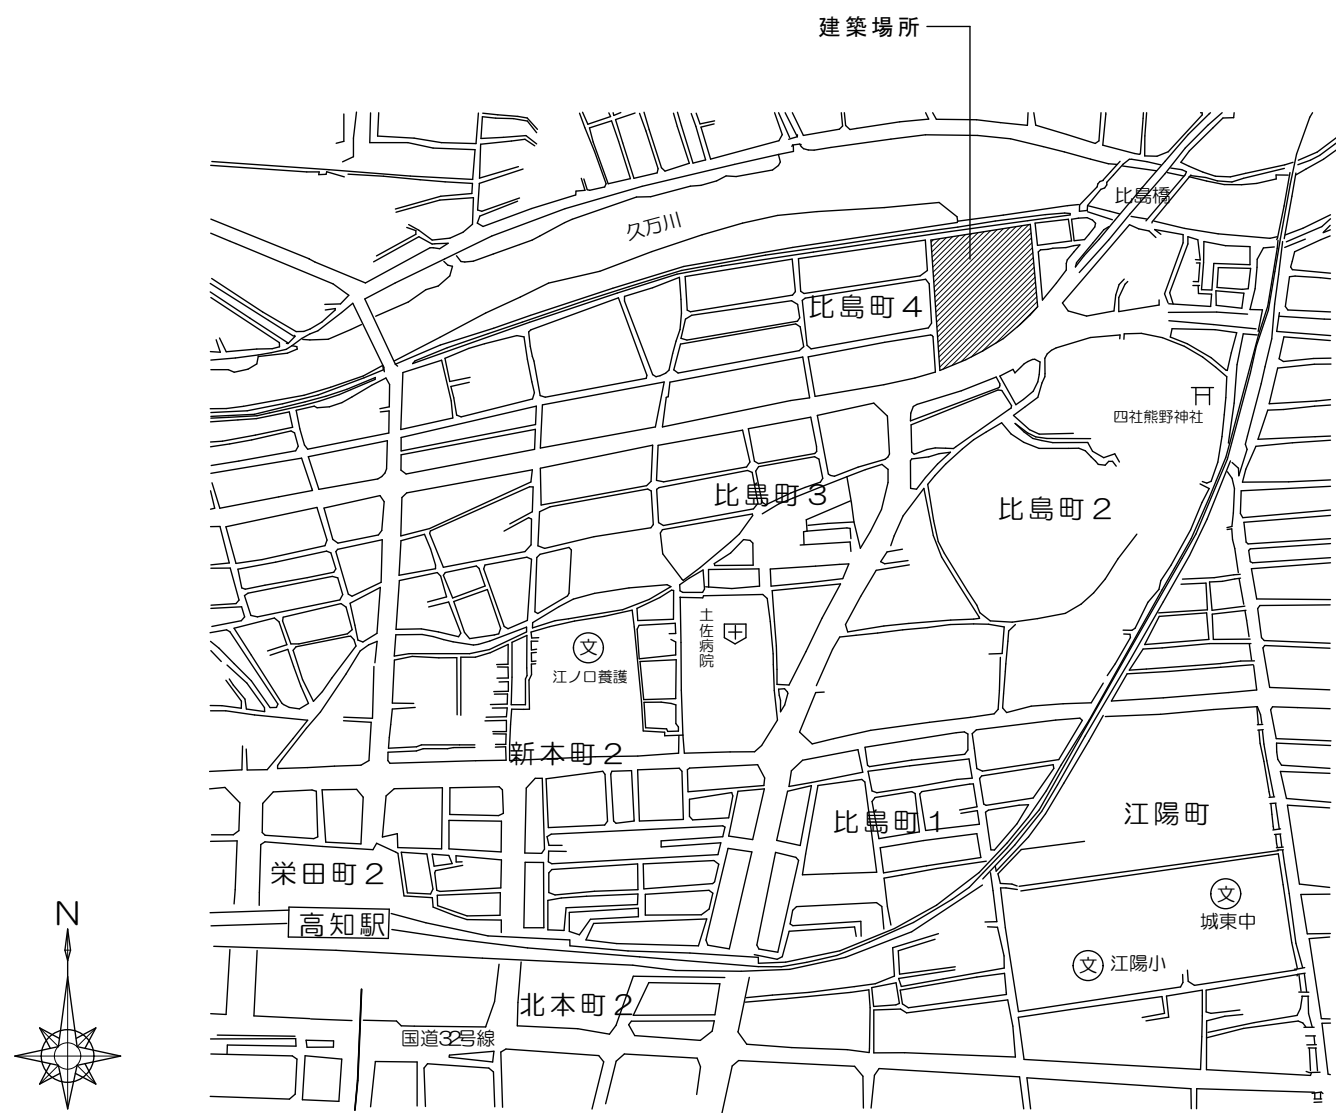 建築場所
比島橋
久万川
比島町４
四社熊野神社
比島町３
比島町２
土佐病院
文
江ノ口養護
新本町２
比島町１
江陽町
栄田町２
文
城東中
N
高知駅
文 江陽小
北本町２
国道32号線